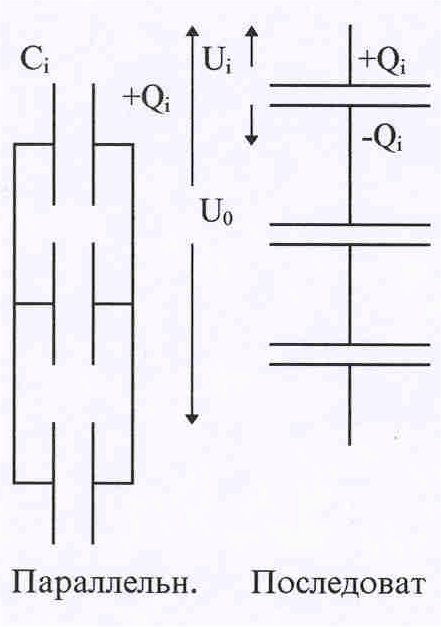 Cᵢ
+Qᵢ
Uᵢ
+Qᵢ
-Qᵢ
U₀
Параллельн.
Последоват